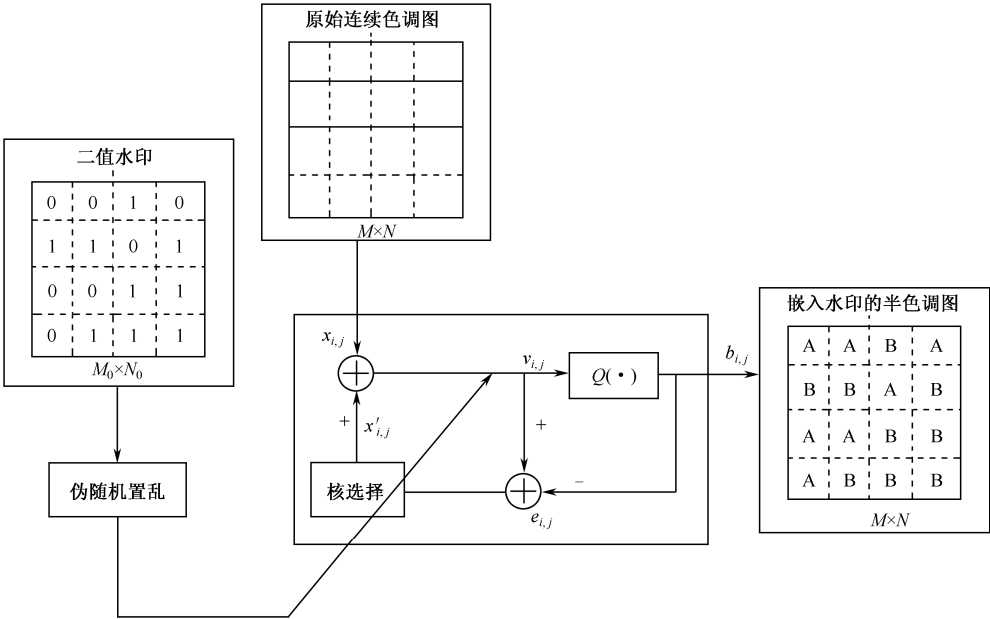 原始连续色调图
M×N
二值水印
0 0 1 0
1 1 0 1
0 0 1 1
0 1 1 1
M₀×N₀
伪随机置乱
x_{i,j}
+
x'_{i,j}
核选择
v_{i,j}
Q(·)
+
−
e_{i,j}
b_{i,j}
嵌入水印的半色调图
A A B A
B B A B
A A B B
A B B B
M×N